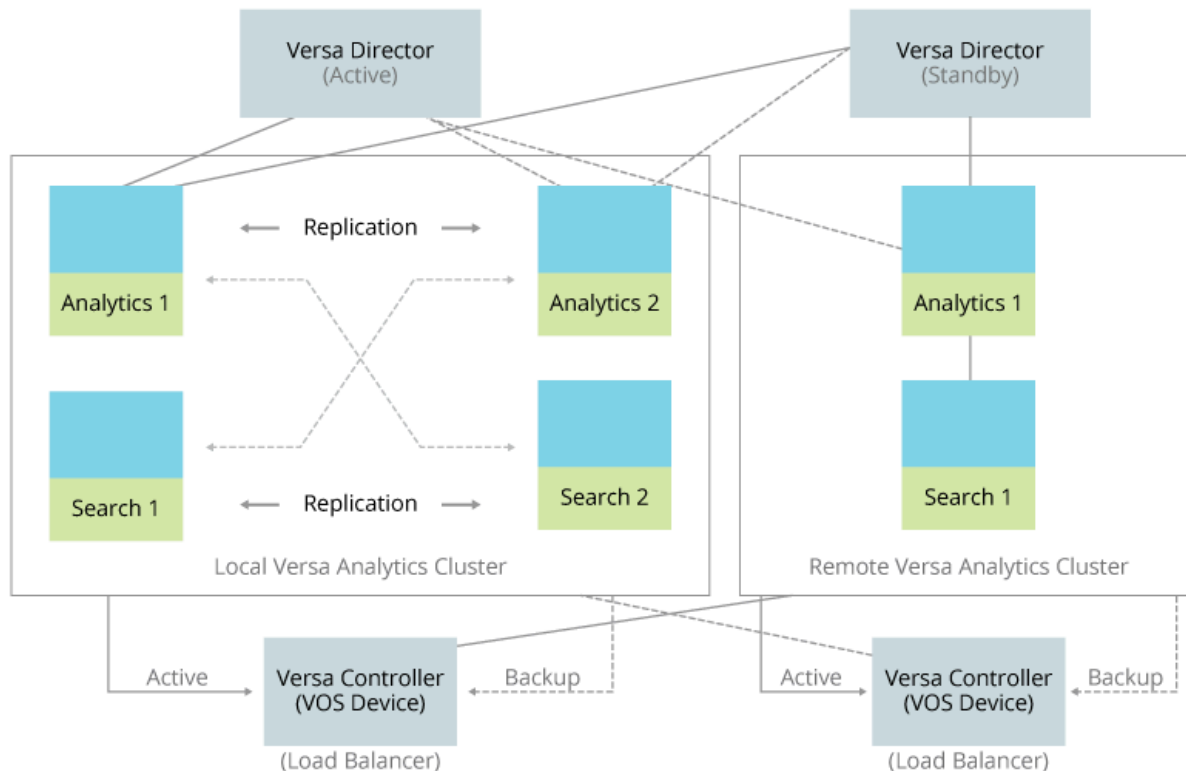 Versa Director
(Active)
Versa Director
(Standby)
Replication
Analytics 1
Analytics 2
Analytics 1
Search 1
Replication
Search 2
Search 1
Local Versa Analytics Cluster
Remote Versa Analytics Cluster
Active
Versa Controller
(VOS Device)
Backup
(Load Balancer)
Active
Versa Controller
(VOS Device)
Backup
(Load Balancer)